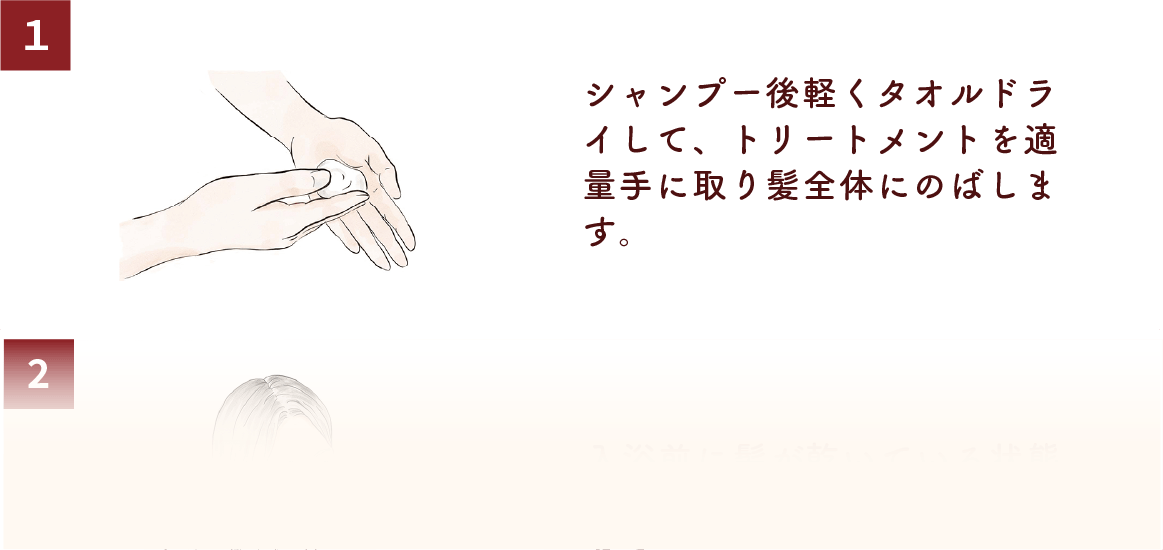 1
シャンプー後軽くタオルドラ
イして、トリートメントを適
量手に取り髪全体にのばしま
す。
2